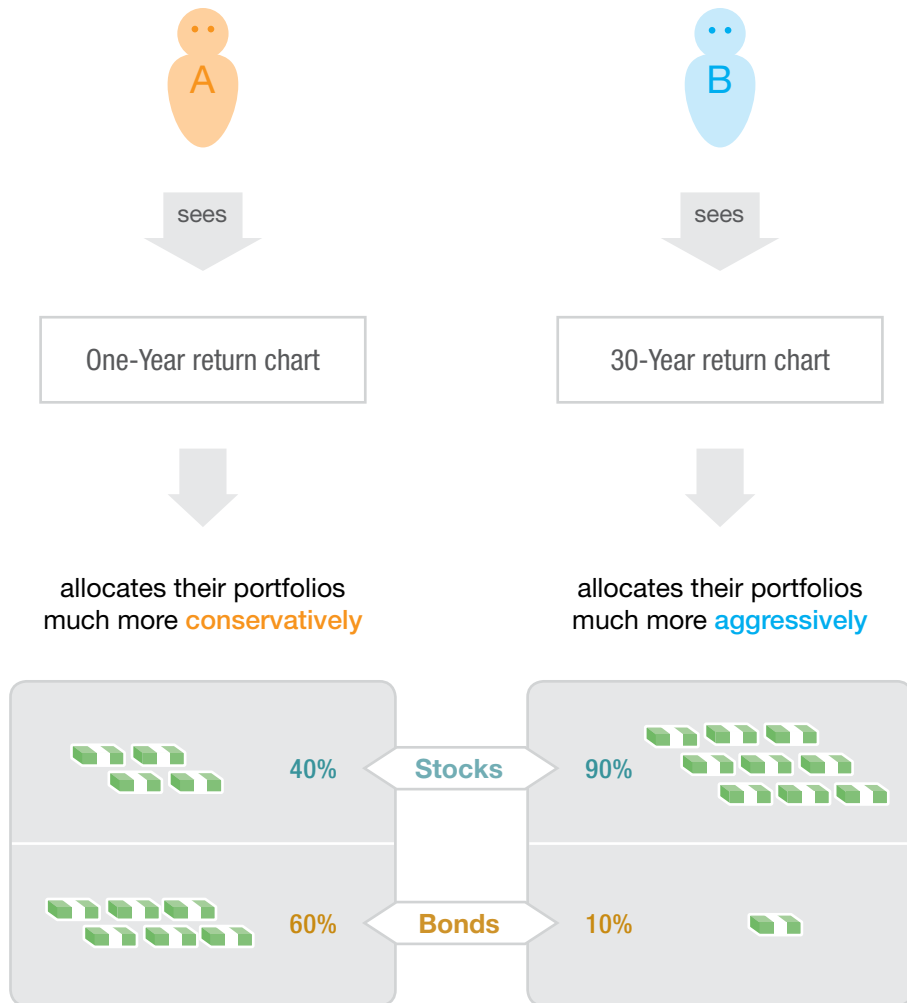 A
B
sees
sees
One-Year return chart
30-Year return chart
allocates their portfolios
much more conservatively
allocates their portfolios
much more aggressively
40%
Stocks
90%
60%
Bonds
10%